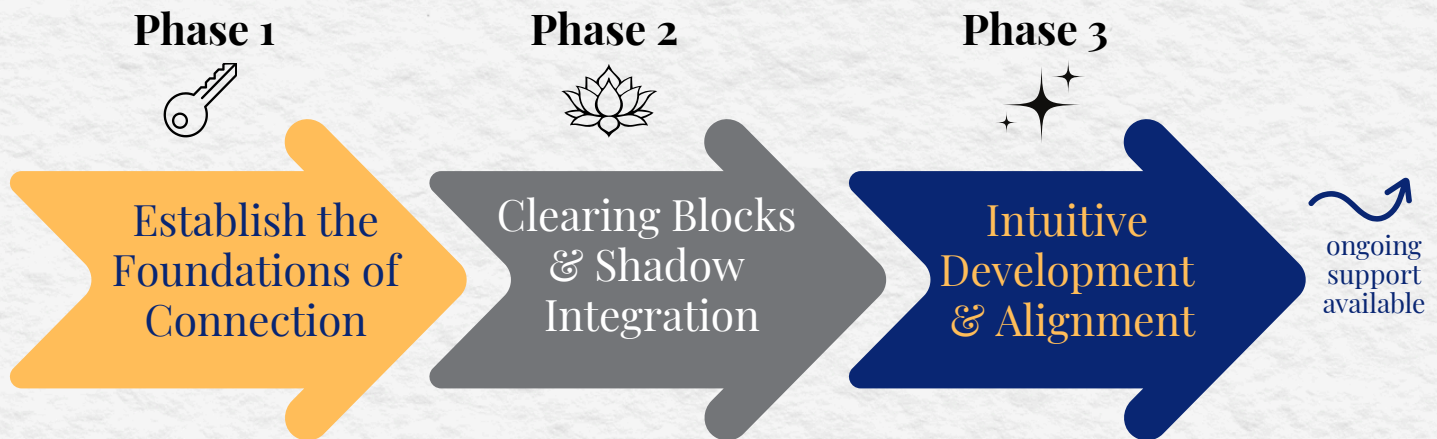 Phase 1
Phase 2
Phase 3
Establish the
Foundations of
Connection
Clearing Blocks
& Shadow
Integration
Intuitive
Development
& Alignment
ongoing
support
available